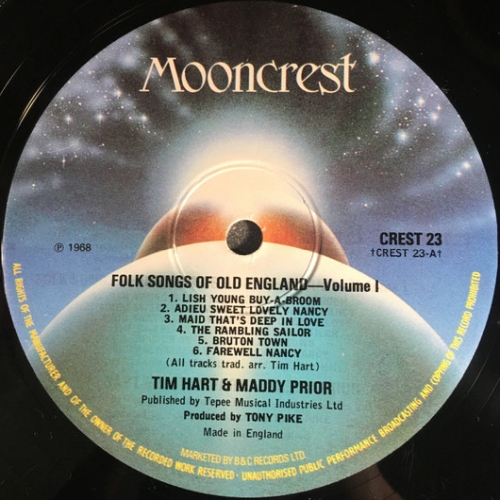 Mooncrest
℗ 1968
CREST 23
†CREST 23-A†
FOLK SONGS OF OLD ENGLAND—Volume I
1. LISH YOUNG BUY-A-BROOM
2. ADIEU SWEET LOVELY NANCY
3. MAID THAT'S DEEP IN LOVE
4. THE RAMBLING SAILOR
5. BRUTON TOWN
6. FAREWELL NANCY
(All tracks trad. arr. Tim Hart)
TIM HART & MADDY PRIOR
Published by Tepee Musical Industries Ltd
Produced by TONY PIKE
Made in England
MARKETED BY B&C RECORDS LTD.
ALL RIGHTS OF THE MANUFACTURER AND OF THE OWNER OF THE RECORDED WORK RESERVED · UNAUTHORISED PUBLIC PERFORMANCE BROADCASTING AND COPYING OF THIS RECORD PROHIBITED